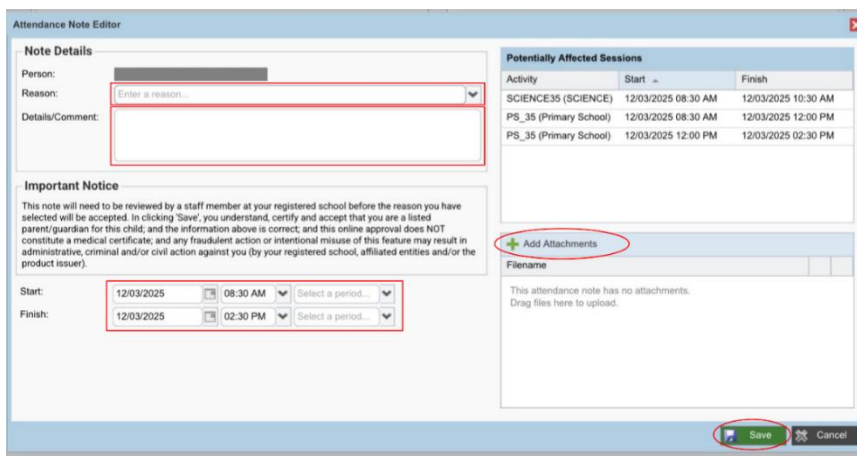 Attendance Note Editor
Note Details
Person:
Reason: Enter a reason...
Details/Comment:
Important Notice
This note will need to be reviewed by a staff member at your registered school before the reason you have
selected will be accepted. In clicking 'Save', you understand, certify and accept that you are a listed
parent/guardian for this child; and the information above is correct; and this online approval does NOT
constitute a medical certificate; and any fraudulent action or intentional misuse of this feature may result in
administrative, criminal and/or civil action against you (by your registered school, affiliated entities and/or the
product issuer).
Start: 12/03/2025 08:30 AM Select a period...
Finish: 12/03/2025 02:30 PM Select a period...
Potentially Affected Sessions
Activity Start Finish
SCIENCE35 (SCIENCE) 12/03/2025 08:30 AM 12/03/2025 10:30 AM
PS_35 (Primary School) 12/03/2025 08:30 AM 12/03/2025 12:00 PM
PS_35 (Primary School) 12/03/2025 12:00 PM 12/03/2025 02:30 PM
Add Attachments
Filename
This attendance note has no attachments.
Drag files here to upload.
Save Cancel